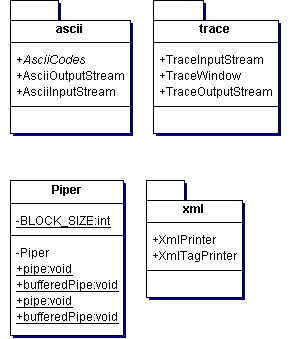 ascii
+AsciiCodes
+AsciiOutputStream
+AsciiInputStream
trace
+TraceInputStream
+TraceWindow
+TraceOutputStream
Piper
-BLOCK_SIZE:int
-Piper
+pipe:void
+bufferedPipe:void
+pipe:void
+bufferedPipe:void
xml
+XmlPrinter
+XmlTagPrinter